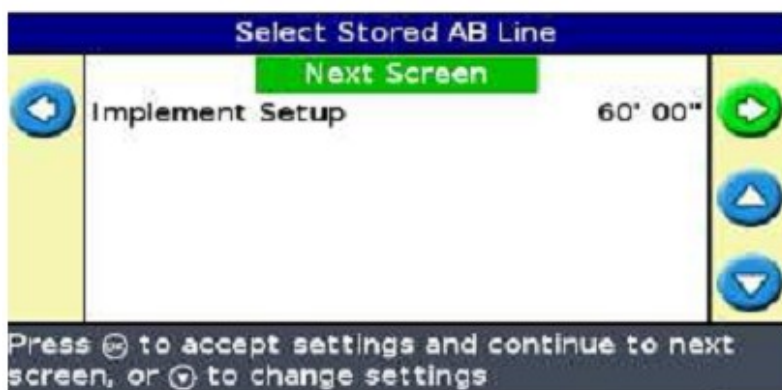 Select Stored AB Line
Next Screen
Implement Setup 60' 00"
Press OK to accept settings and continue to next
screen, or to change settings